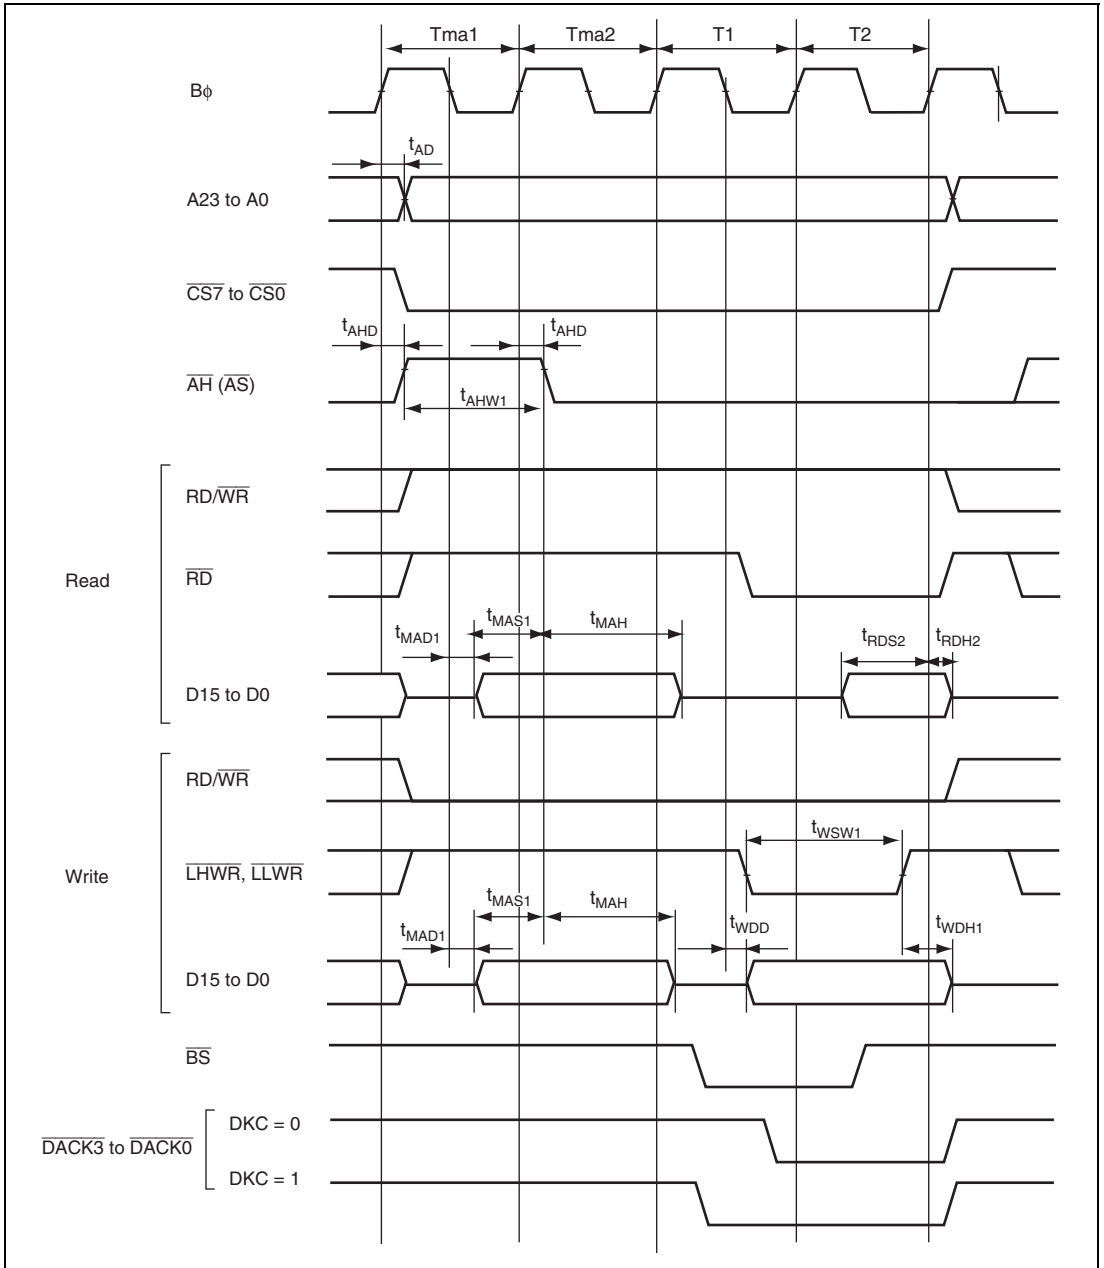 Tma1 Tma2 T1 T2
Bϕ
tAD
A23 to A0
CS7 to CS0
tAHD tAHD
AH (AS)
tAHW1
RD/WR
Read
RD
tMAD1 tMAS1 tMAH tRDS2 tRDH2
D15 to D0
RD/WR
tWSW1
Write
LHWR, LLWR
tMAD1 tMAS1 tMAH tWDD tWDH1
D15 to D0
BS
DKC = 0
DACK3 to DACK0
DKC = 1